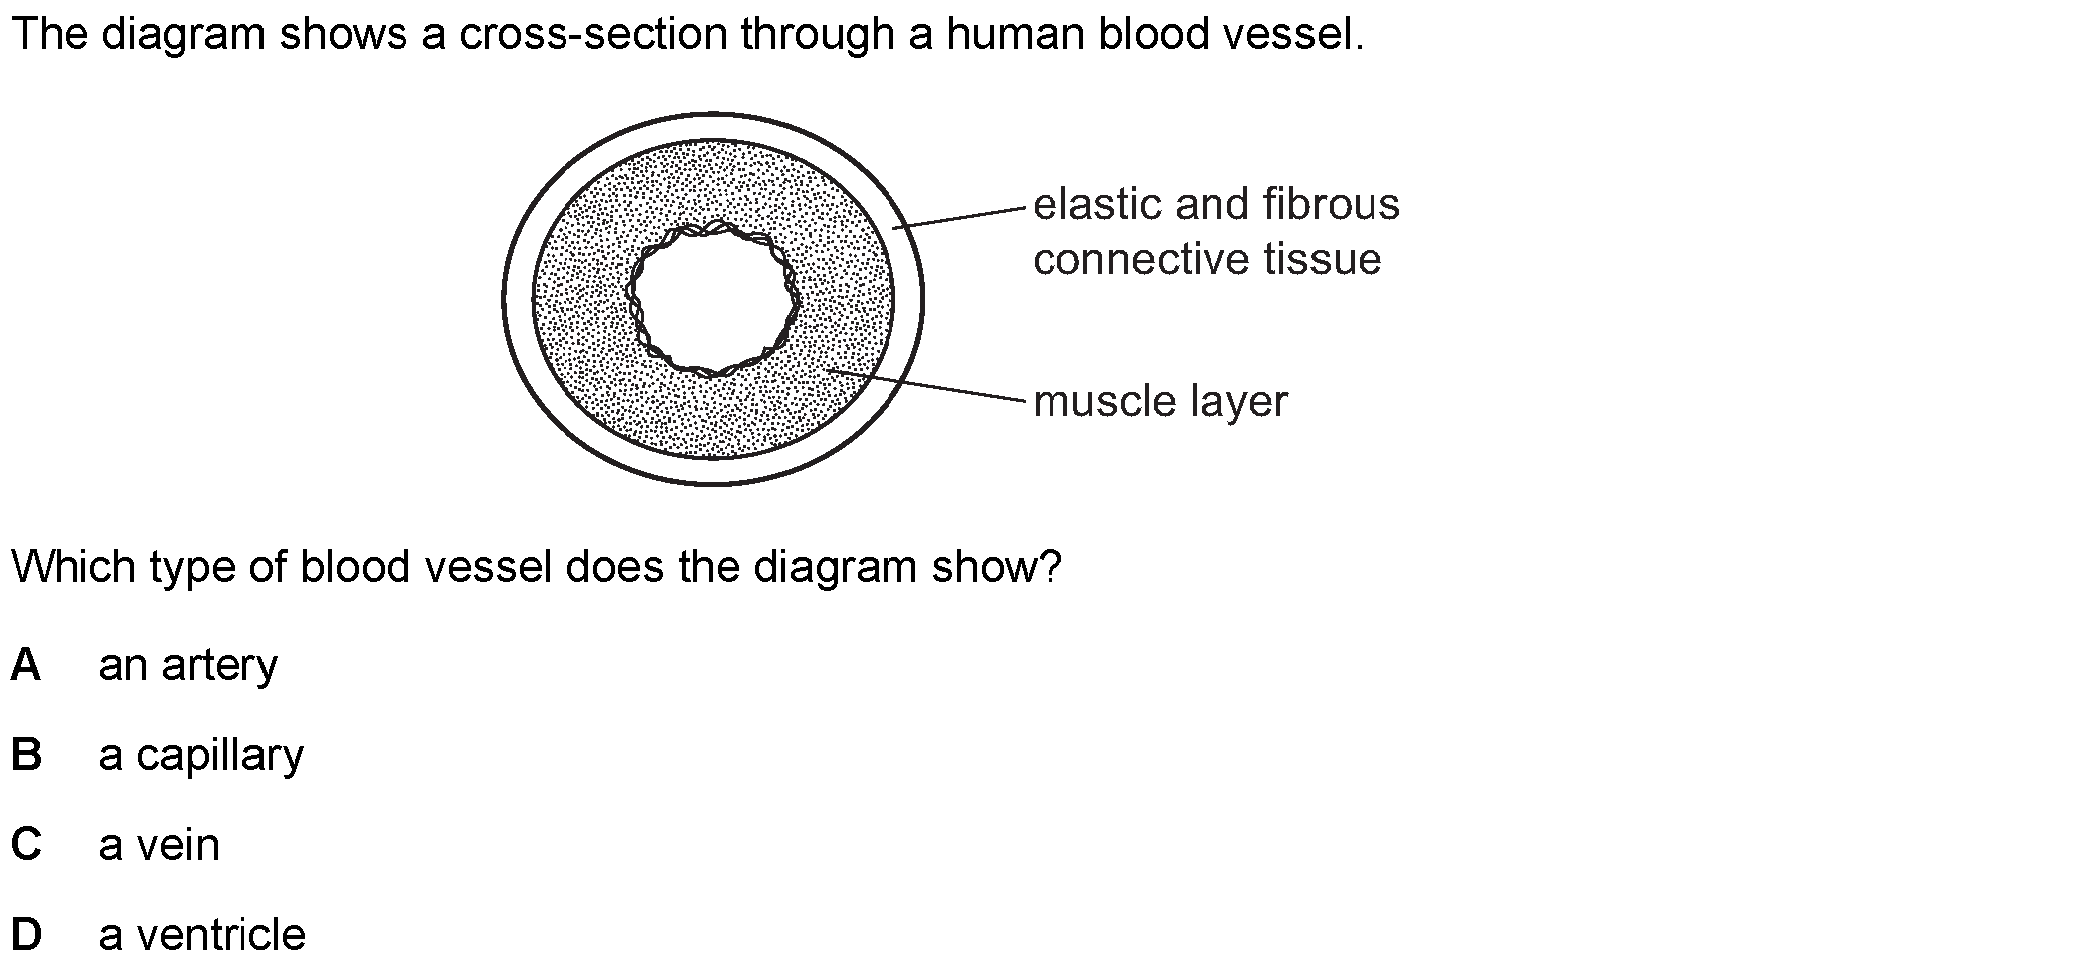 The diagram shows a cross-section through a human blood vessel.
elastic and fibrous
connective tissue
muscle layer
Which type of blood vessel does the diagram show?
A an artery
B a capillary
C a vein
D a ventricle